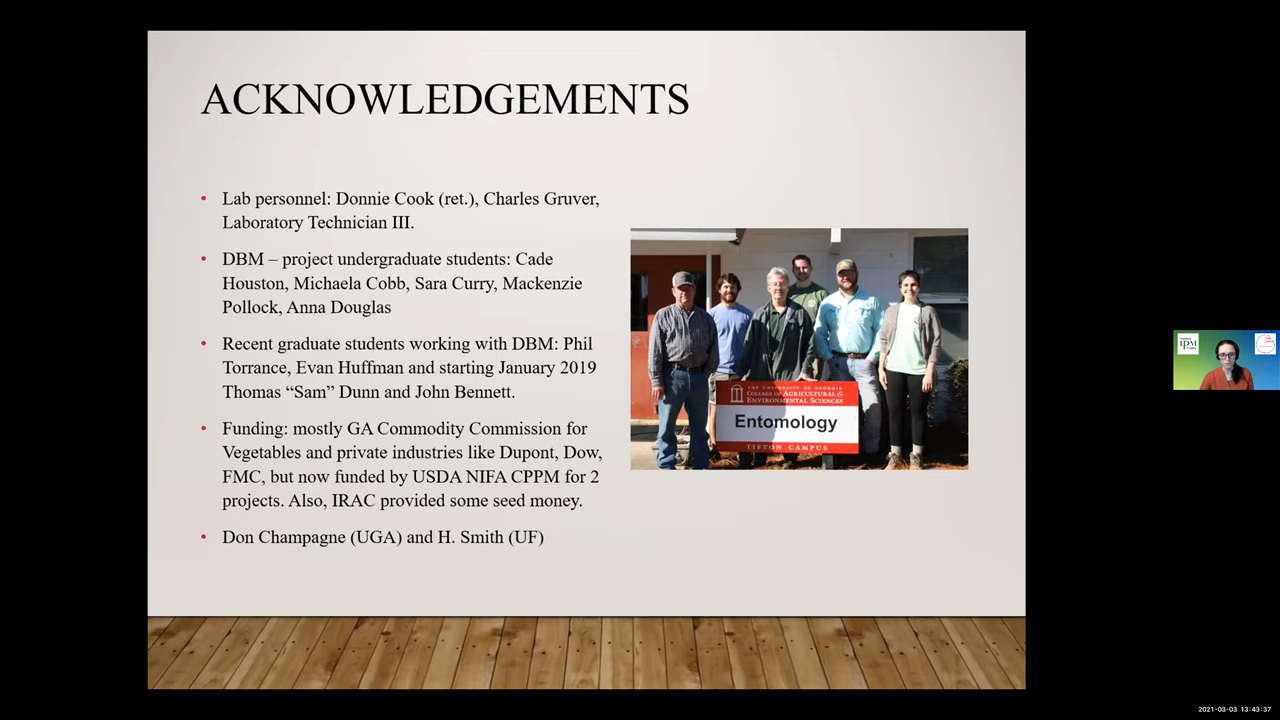 ACKNOWLEDGEMENTS
• Lab personnel: Donnie Cook (ret.), Charles Gruver,
Laboratory Technician III.
• DBM – project undergraduate students: Cade
Houston, Michaela Cobb, Sara Curry, Mackenzie
Pollock, Anna Douglas
• Recent graduate students working with DBM: Phil
Torrance, Evan Huffman and starting January 2019
Thomas “Sam” Dunn and John Bennett.
• Funding: mostly GA Commodity Commission for
Vegetables and private industries like Dupont, Dow,
FMC, but now funded by USDA NIFA CPPM for 2
projects. Also, IRAC provided some seed money.
• Don Champagne (UGA) and H. Smith (UF)
THE UNIVERSITY OF GEORGIA
COLLEGE OF AGRICULTURAL &
ENVIRONMENTAL SCIENCES
Entomology
TIFTON CAMPUS
ipm
2021-03-03 13:43:37